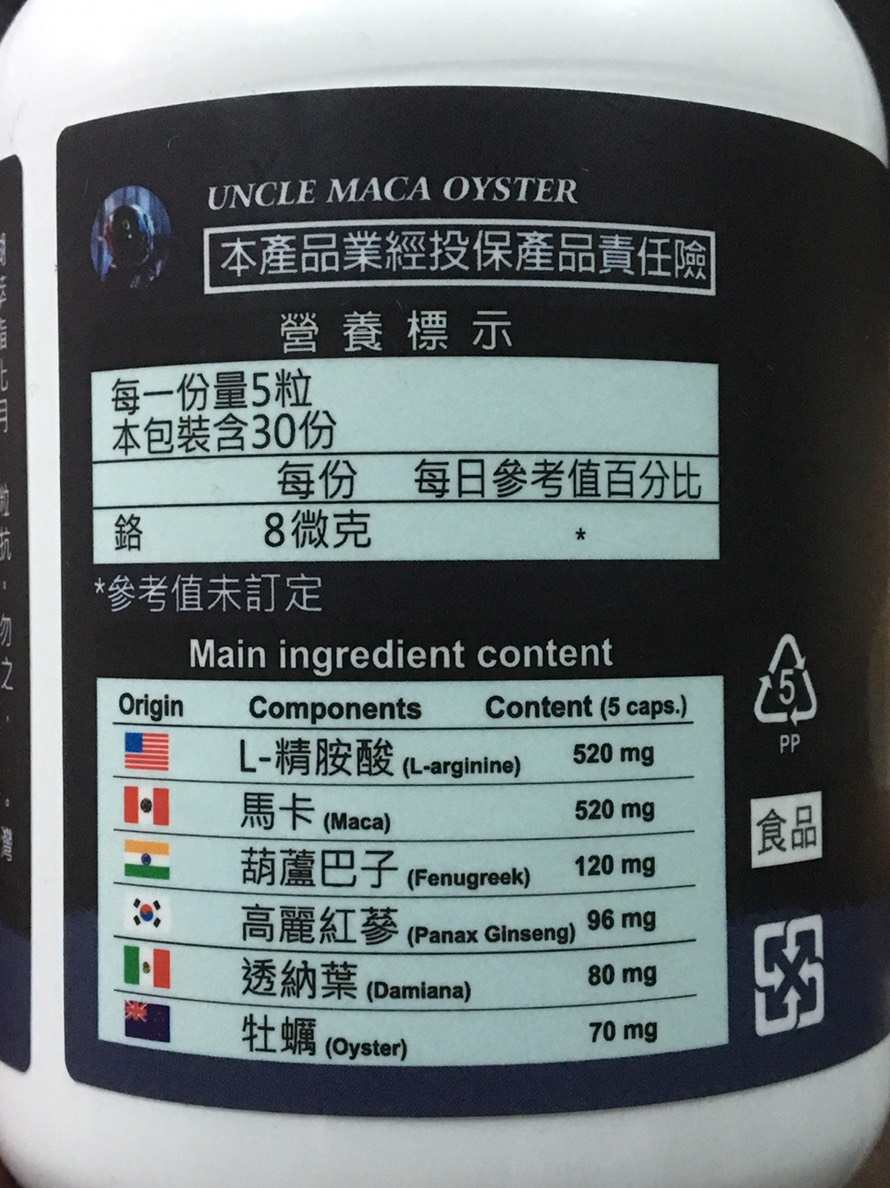 UNCLE MACA OYSTER
本產品業經投保產品責任險
營養標示
每一份量5粒
本包裝含30份
每份 每日參考值百分比
鉻 8微克 *
*參考值未訂定
Main ingredient content
Origin Components Content (5 caps.)
L-精胺酸 (L-arginine) 520 mg
馬卡 (Maca) 520 mg
葫蘆巴子 (Fenugreek) 120 mg
高麗紅蔘 (Panax Ginseng) 96 mg
透納葉 (Damiana) 80 mg
牡蠣 (Oyster) 70 mg
5
PP
食品